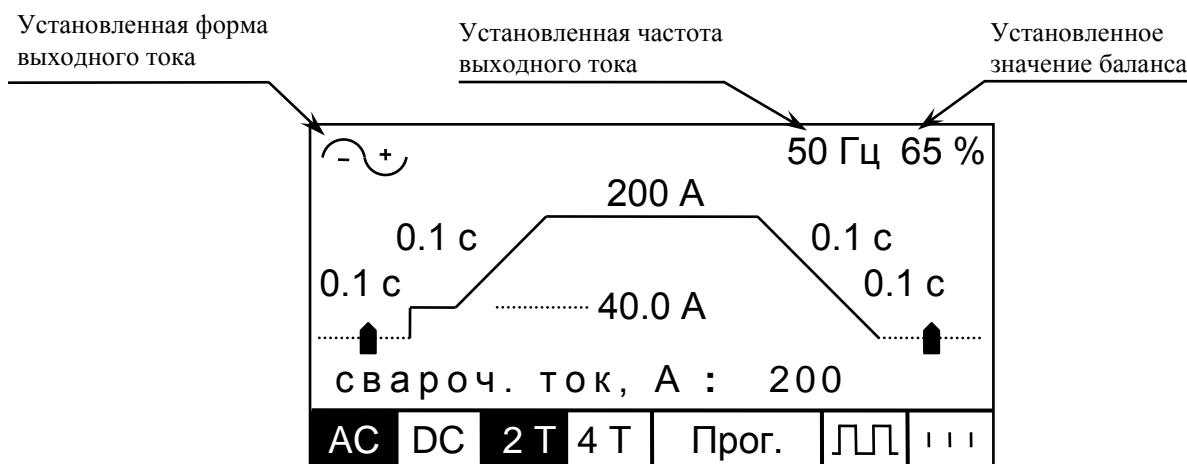 Установленная форма
выходного тока
Установленная частота
выходного тока
Установленное
значение баланса
- +
50 Гц 65 %
200 А
0.1 с
0.1 с
0.1 с
0.1 с
40.0 А
свароч. ток, А : 200
AC DC 2 Т 4 Т Прог.